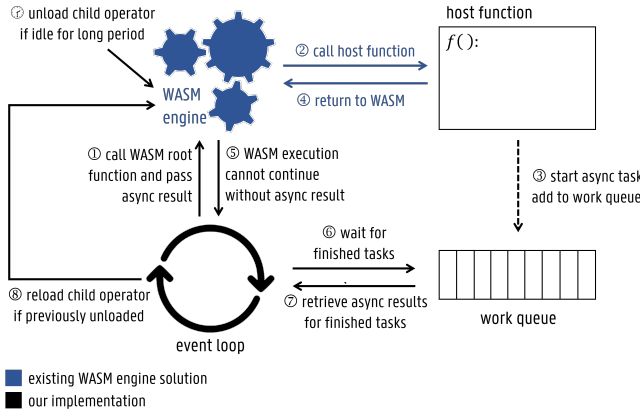 🕝 unload child operator
if idle for long period
WASM
engine
② call host function
④ return to WASM
host function
f():
① call WASM root
function and pass
async result
⑤ WASM execution
cannot continue
without async result
③ start async task
add to work queue
⑥ wait for
finished tasks
⑦ retrieve async results
for finished tasks
⑧ reload child operator
if previously unloaded
event loop
work queue
existing WASM engine solution
our implementation